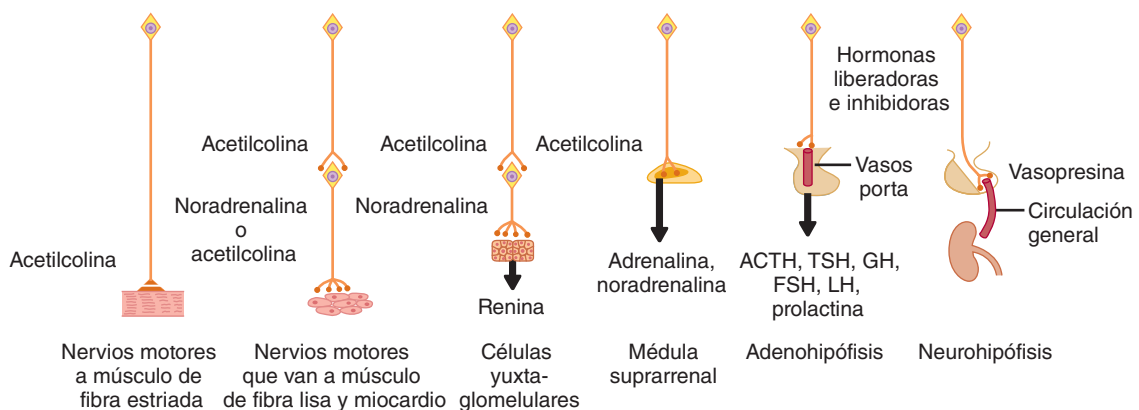 Hormonas
liberadoras
e inhibidoras
Acetilcolina
Acetilcolina
Acetilcolina
Vasos
porta
Vasopresina
Noradrenalina
o
acetilcolina
Noradrenalina
Circulación
general
Acetilcolina
Adrenalina,
noradrenalina
ACTH, TSH, GH,
FSH, LH,
prolactina
Renina
Nervios motores
a músculo de
fibra estriada
Nervios motores
que van a músculo
de fibra lisa y miocardio
Células
yuxta-
glomelulares
Médula
suprarrenal
Adenohipófisis
Neurohipófisis